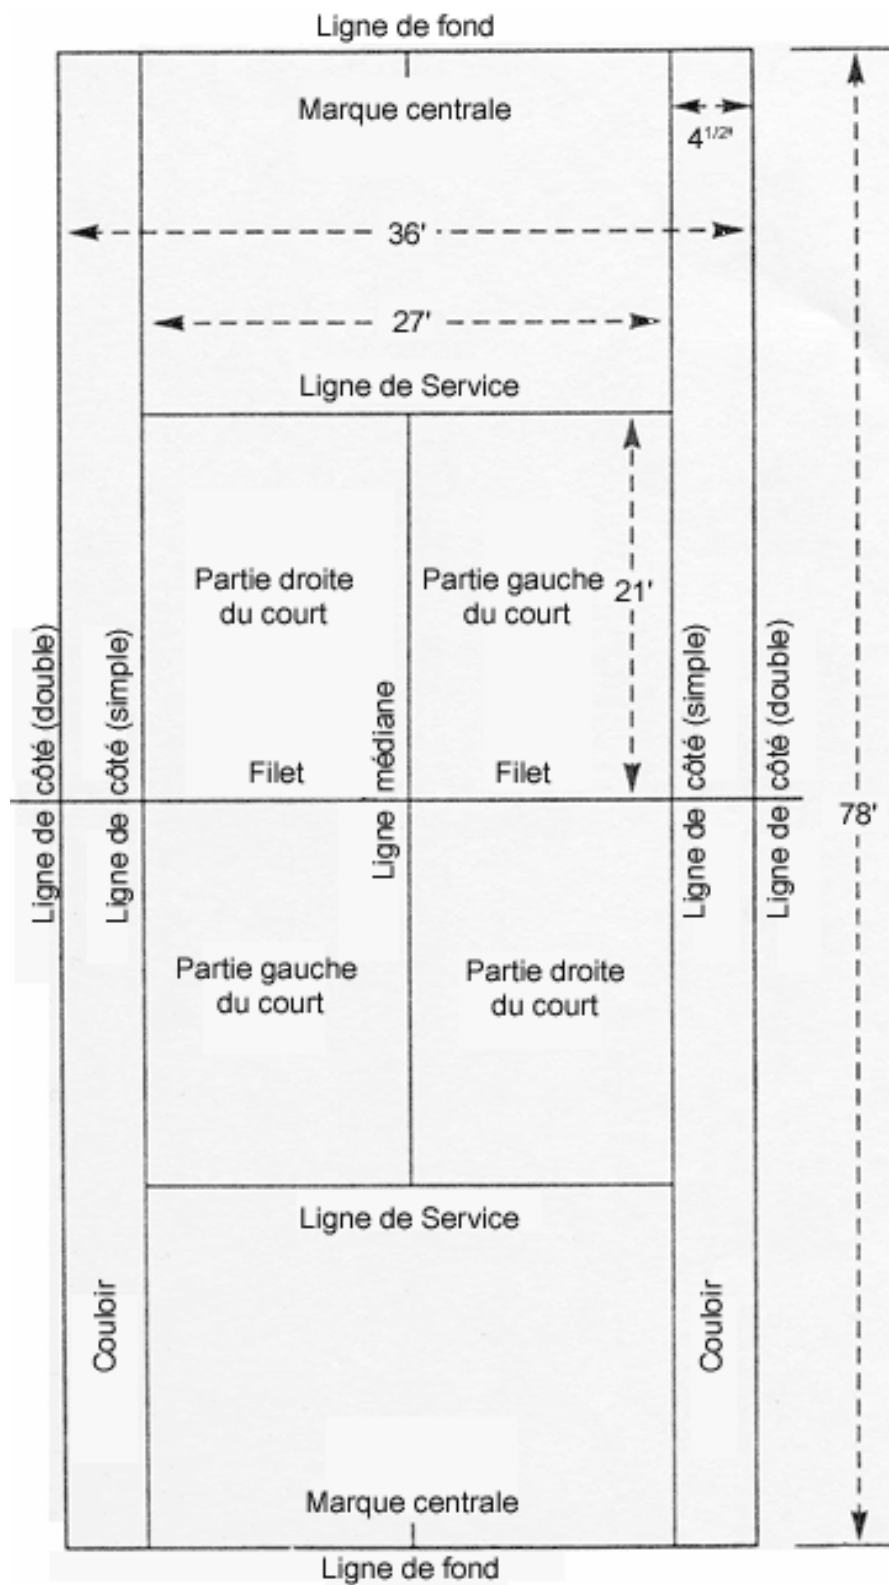 Ligne de fond
Marque centrale
4 1/2"
36'
27'
Ligne de Service
Partie droite
du court
Partie gauche
du court
21'
Ligne de côté (double)
Ligne de côté (simple)
Ligne médiane
Ligne de côté (simple)
Ligne de côté (double)
Filet
Filet
78'
Partie gauche
du court
Partie droite
du court
Ligne de Service
Couloir
Couloir
Marque centrale
Ligne de fond